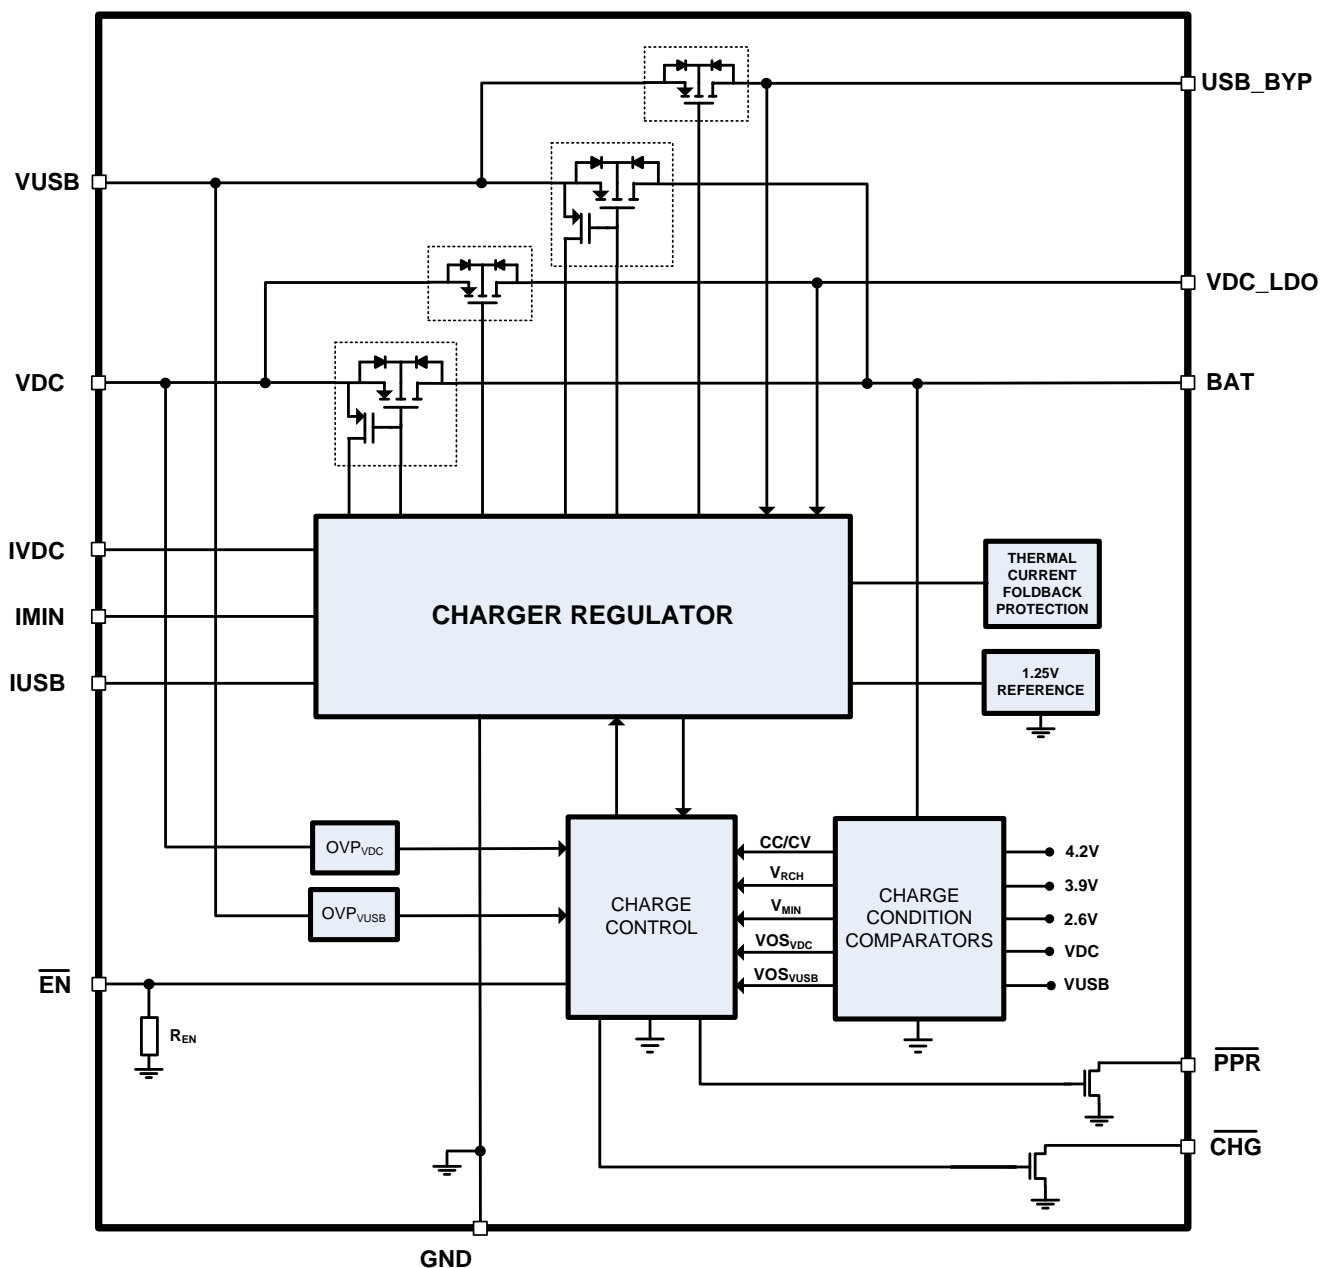 USB_BYP
VUSB
VDC_LDO
VDC
BAT
IVDC
IMIN
IUSB
CHARGER REGULATOR
THERMAL
CURRENT
FOLDBACK
PROTECTION
1.25V
REFERENCE
OVPVDC
OVPVUSB
CHARGE
CONTROL
CC/CV
VRCH
VMIN
VOSVDC
VOSVUSB
CHARGE
CONDITION
COMPARATORS
4.2V
3.9V
2.6V
VDC
VUSB
EN
REN
PPR
CHG
GND